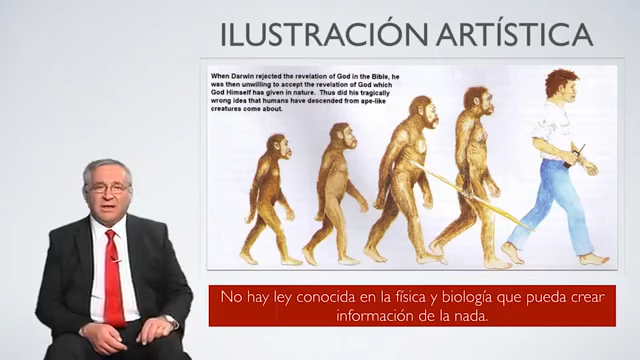 ILUSTRACIÓN ARTÍSTICA
When Darwin rejected the revelation of God in the Bible, he
was then unwilling to accept the revelation of God which
God Himself has given in nature. Thus did his tragically
wrong idea that humans have descended from ape-like
creatures come about.
No hay ley conocida en la física y biología que pueda crear
información de la nada.